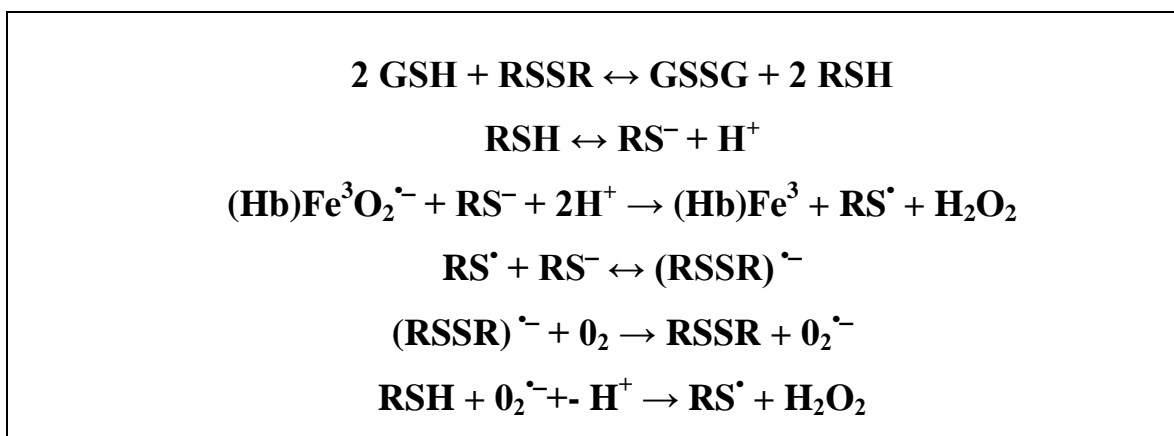 2 GSH + RSSR ↔ GSSG + 2 RSH
RSH ↔ RS⁻ + H⁺
(Hb)Fe³O₂•⁻ + RS⁻ + 2H⁺ → (Hb)Fe³ + RS• + H₂O₂
RS• + RS⁻ ↔ (RSSR) •⁻
(RSSR) •⁻ + 0₂ → RSSR + 0₂•⁻
RSH + 0₂•⁻+- H⁺ → RS• + H₂O₂